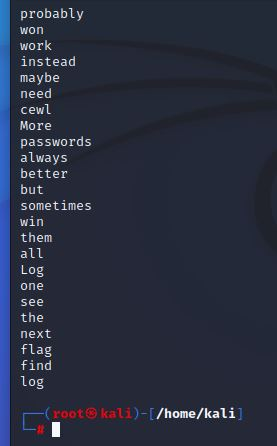 probably
won
work
instead
maybe
need
cewl
More
passwords
always
better
but
sometimes
win
them
all
Log
one
see
the
next
flag
find
log
┌──(root㉿kali)-[/home/kali]
└─#